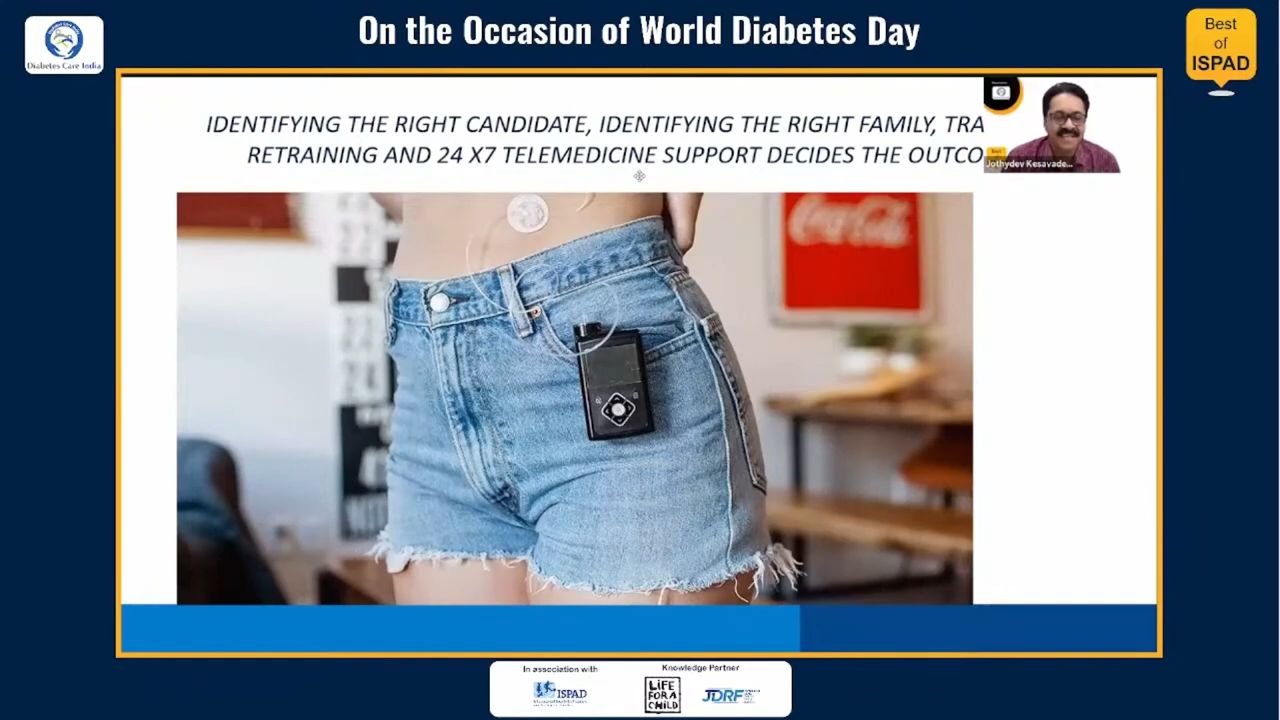 On the Occasion of World Diabetes Day
Diabetes Care India
Best
of
ISPAD
IDENTIFYING THE RIGHT CANDIDATE, IDENTIFYING THE RIGHT FAMILY, TRA
RETRAINING AND 24 X7 TELEMEDICINE SUPPORT DECIDES THE OUTCO
Jothydev Kesavade...
Coca-Cola
In association with
ISPAD
Knowledge Partner
LiFE
FOR A
CHiLD
JDRF